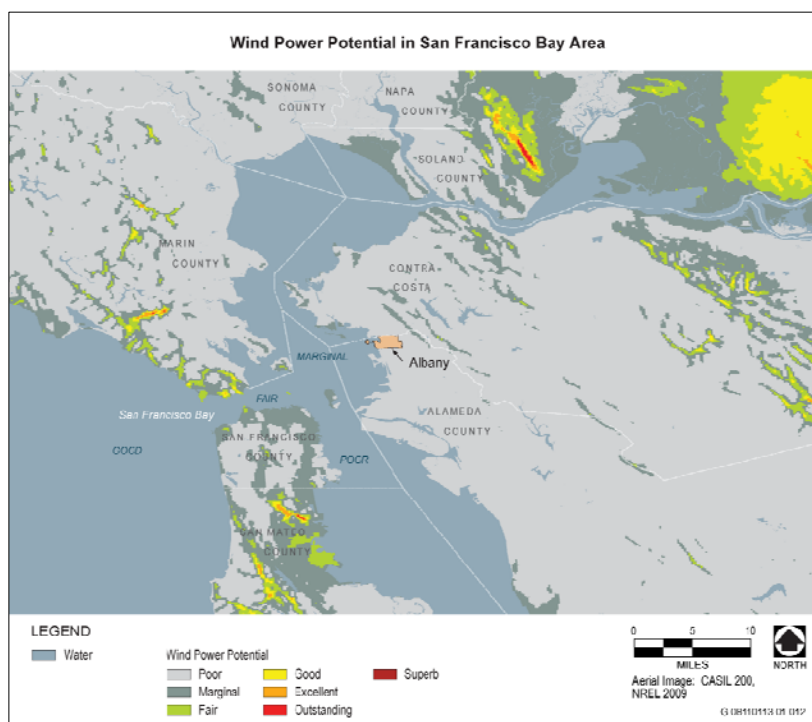 Wind Power Potential in San Francisco Bay Area
SONOMA
COUNTY
NAPA
COUNTY
SOLANO
COUNTY
MARIN
COUNTY
CONTRA
COSTA
MARGINAL
Albany
FAIR
San Francisco Bay
ALAMEDA
COUNTY
SAN FRANCISCO
COUNTY
GOOD
POOR
SAN MATEO
COUNTY
LEGEND
Water
Wind Power Potential
Poor
Marginal
Fair
Good
Excellent
Outstanding
Superb
0 5 10
MILES
NORTH
Aerial Image: CASIL 200,
NREL 2009
G 08110113 01 012